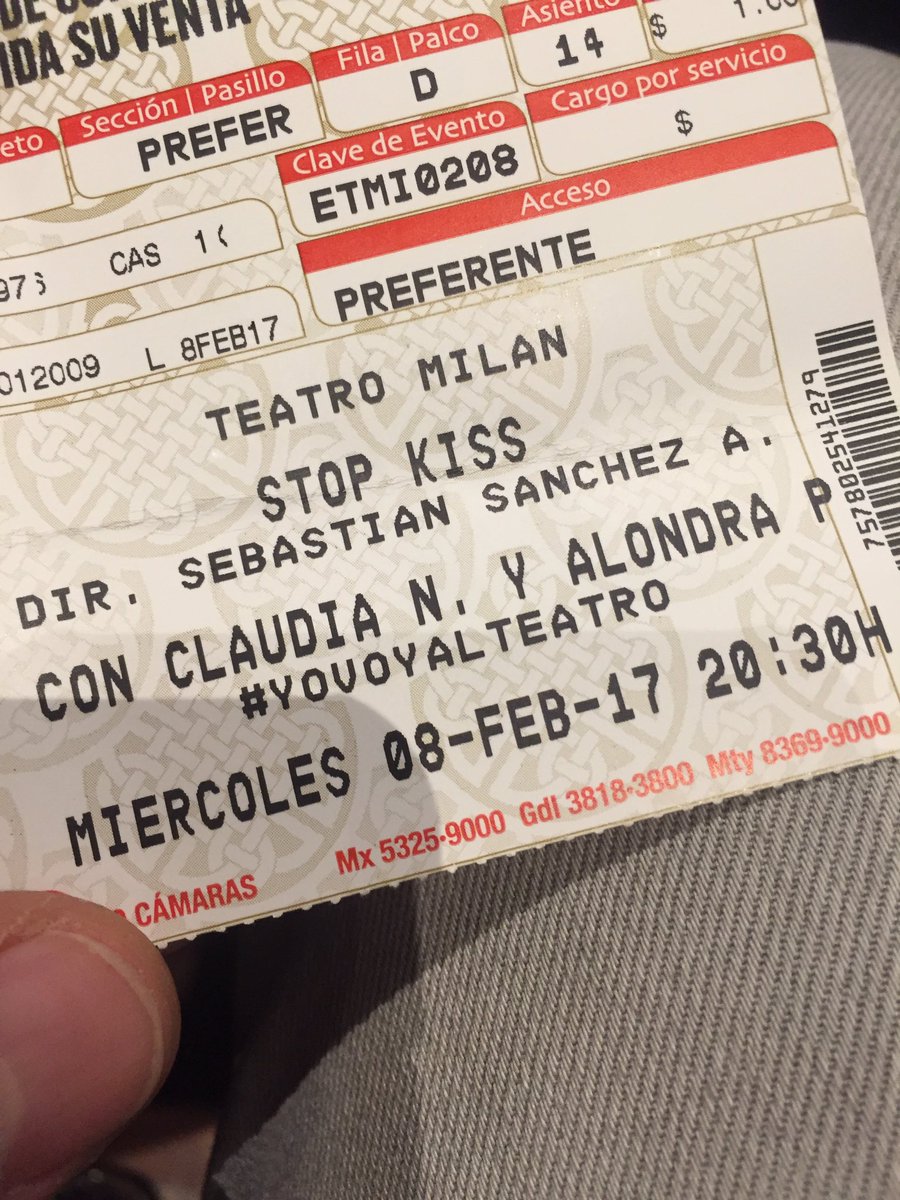 IDA SU VENTA
Sección | Pasillo
PREFER
Fila | Palco
D
Asiento
14
$
Clave de Evento
ETMI0208
Cargo por servicio
$
Acceso
PREFERENTE
CAS
012009 L 8FEB17
TEATRO MILAN
STOP KISS
DIR. SEBASTIAN SANCHEZ A.
CON CLAUDIA N. Y ALONDRA P
#YOVOYALTEATRO
MIERCOLES 08-FEB-17 20:30H
Mx 5325-9000 Gdl 3818-3800 Mty 8369-9000
CÁMARAS
757802541279